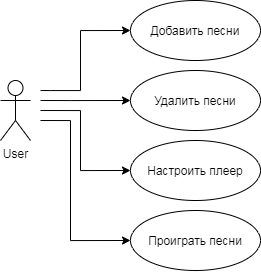 Добавить песни
Удалить песни
User
Настроить плеер
Проиграть песни